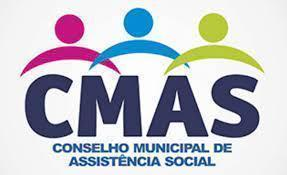 CMAS
CONSELHO MUNICIPAL DE
ASSISTÊNCIA SOCIAL